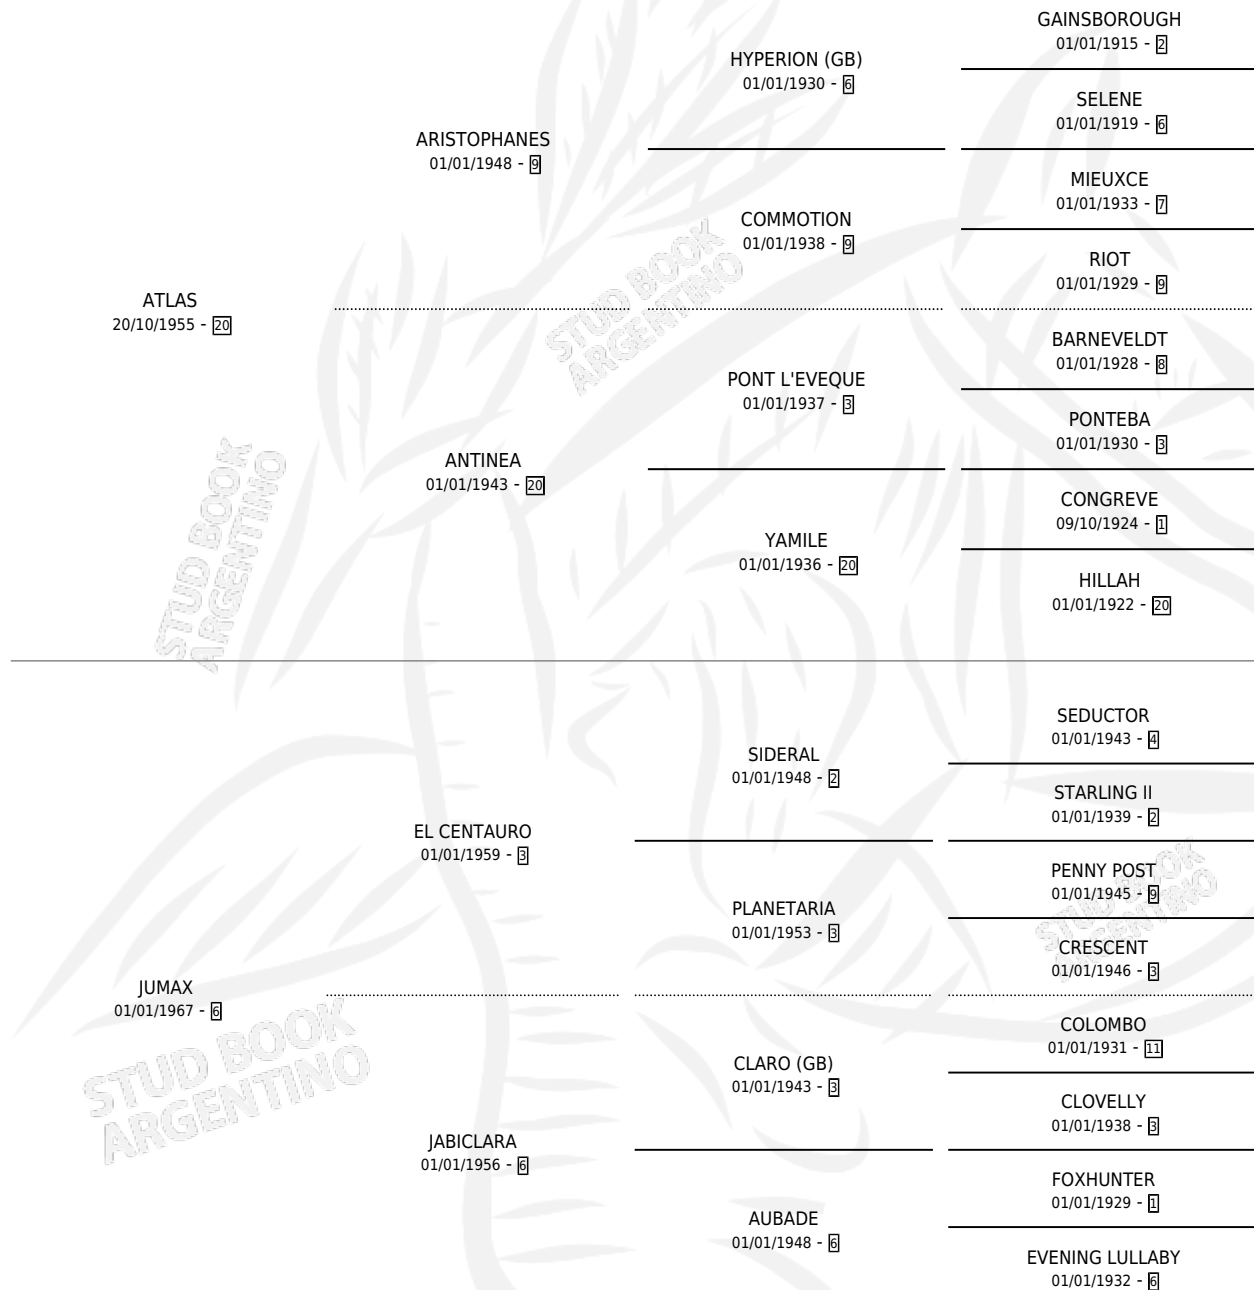 GAINSBOROUGH
01/01/1915 - 2
HYPERION (GB)
01/01/1930 - 6
SELENE
01/01/1919 - 6
ARISTOPHANES
01/01/1948 - 9
MIEUXCE
01/01/1933 - 7
COMMOTION
01/01/1938 - 9
RIOT
01/01/1929 - 9
ATLAS
20/10/1955 - 20
BARNEVELDT
01/01/1928 - 8
PONT L'EVEQUE
01/01/1937 - 3
PONTEBA
01/01/1930 - 3
ANTINEA
01/01/1943 - 20
CONGREVE
09/10/1924 - 1
YAMILE
01/01/1936 - 20
HILLAH
01/01/1922 - 20
SEDUCTOR
01/01/1943 - 4
SIDERAL
01/01/1948 - 2
STARLING II
01/01/1939 - 2
EL CENTAURO
01/01/1959 - 3
PENNY POST
01/01/1945 - 9
PLANETARIA
01/01/1953 - 3
CRESCENT
01/01/1946 - 3
JUMAX
01/01/1967 - 6
COLOMBO
01/01/1931 - 11
CLARO (GB)
01/01/1943 - 3
CLOVELLY
01/01/1938 - 3
JABICLARA
01/01/1956 - 6
FOXHUNTER
01/01/1929 - 1
AUBADE
01/01/1948 - 6
EVENING LULLABY
01/01/1932 - 6
STUD BOOK
ARGENTINO
STUD BOOK
ARGENTINO
STUD BOOK
ARGENTINO
STUD BOOK
ARGENTINO